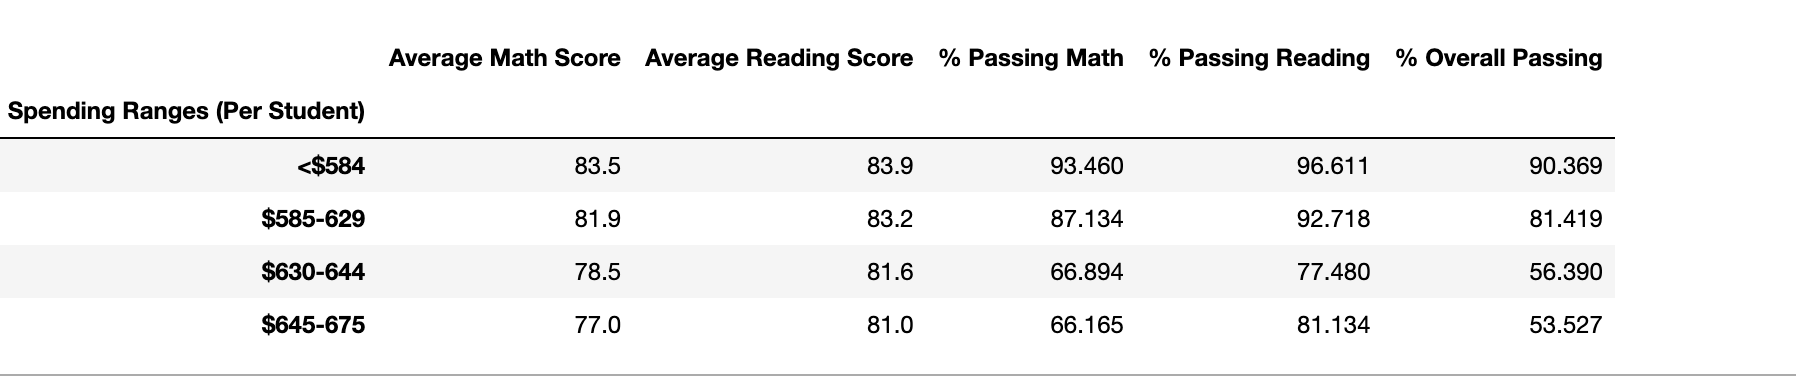 Average Math Score Average Reading Score % Passing Math % Passing Reading % Overall Passing
Spending Ranges (Per Student)
<$584 83.5 83.9 93.460 96.611 90.369
$585-629 81.9 83.2 87.134 92.718 81.419
$630-644 78.5 81.6 66.894 77.480 56.390
$645-675 77.0 81.0 66.165 81.134 53.527